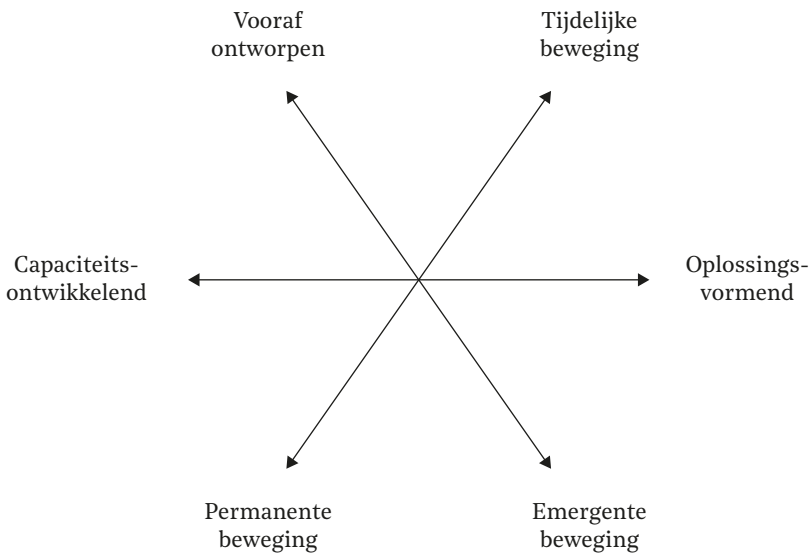 Vooraf
ontworpen
Tijdelijke
beweging
Capaciteits-
ontwikkelend
Oplossings-
vormend
Permanente
beweging
Emergente
beweging